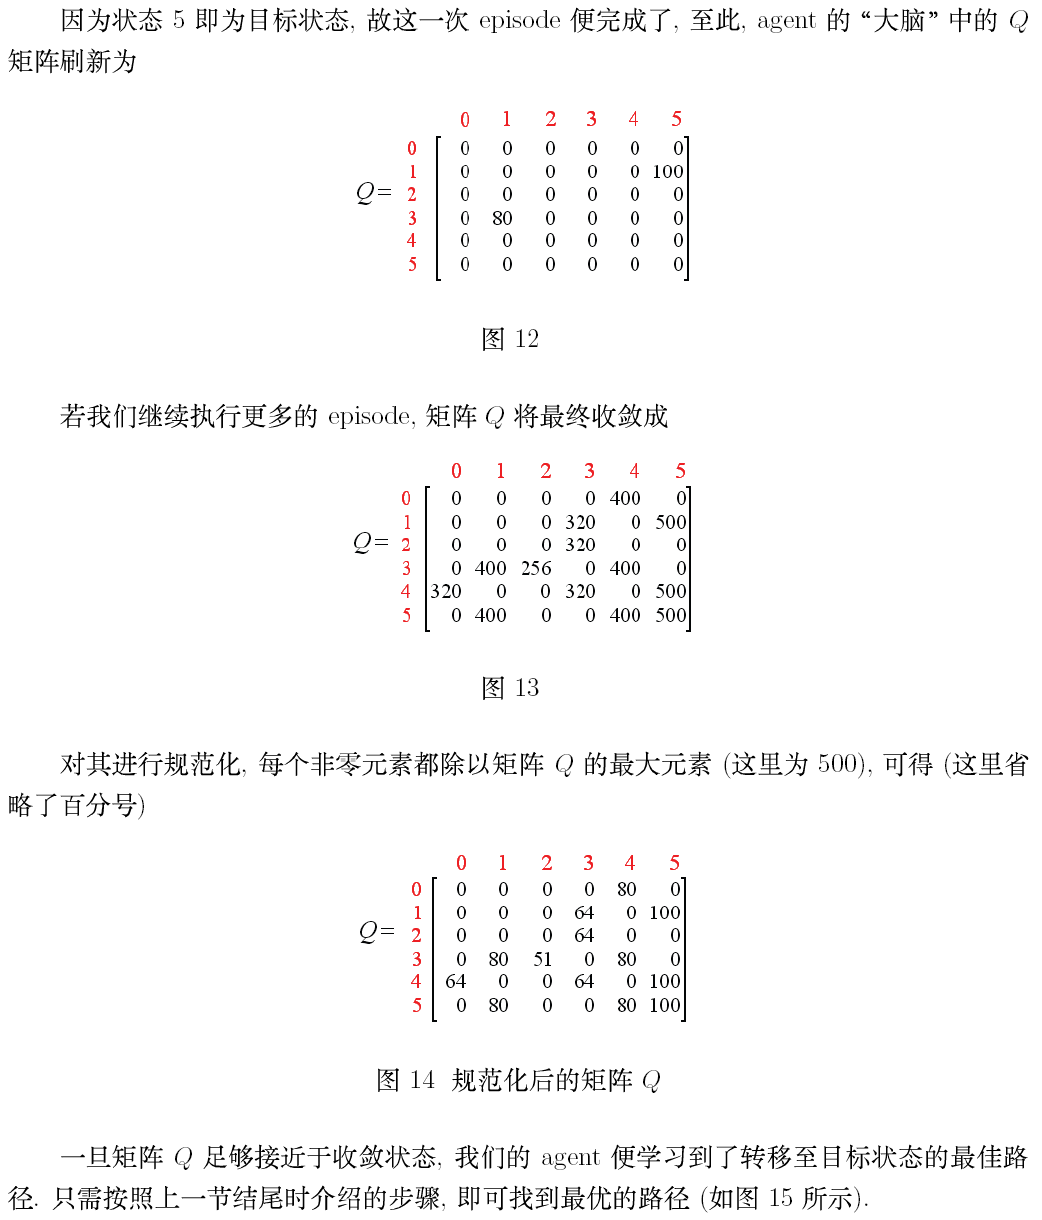 因为状态 5 即为目标状态, 故这一次 episode 便完成了, 至此, agent 的 “大脑” 中的 Q
矩阵刷新为
0 1 2 3 4 5
0 0 0 0 0 0 0
1 0 0 0 0 0 100
Q= 2 0 0 0 0 0 0
3 0 80 0 0 0 0
4 0 0 0 0 0 0
5 0 0 0 0 0 0
图 12
若我们继续执行更多的 episode, 矩阵 Q 将最终收敛成
0 1 2 3 4 5
0 0 0 0 0 400 0
1 0 0 0 320 0 500
Q= 2 0 0 0 320 0 0
3 0 400 256 0 400 0
4 320 0 0 320 0 500
5 0 400 0 0 400 500
图 13
对其进行规范化, 每个非零元素都除以矩阵 Q 的最大元素 (这里为 500), 可得 (这里省
略了百分号)
0 1 2 3 4 5
0 0 0 0 0 80 0
1 0 0 0 64 0 100
Q= 2 0 0 0 64 0 0
3 0 80 51 0 80 0
4 64 0 0 64 0 100
5 0 80 0 0 80 100
图 14 规范化后的矩阵 Q
一旦矩阵 Q 足够接近于收敛状态, 我们的 agent 便学习到了转移至目标状态的最佳路
径. 只需按照上一节结尾时介绍的步骤, 即可找到最优的路径 (如图 15 所示).